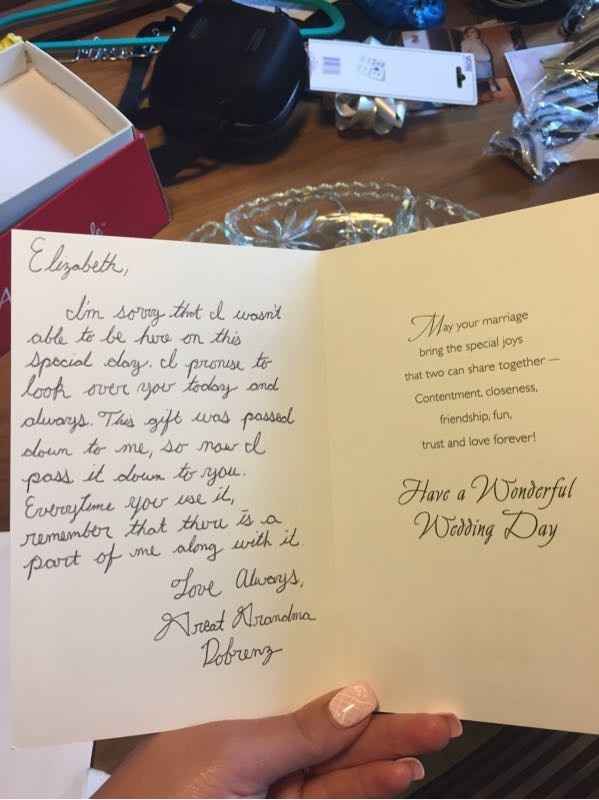 Elizabeth,
I'm sorry that I wasn't
able to be here on this
special day. I promise to
look over you today and
always. This gift was passed
down to me, so now I
pass it down to you.
Everytime you use it,
remember that there is a
part of me along with it.
Love Always,
Great Grandma
Dobrenz
May your marriage
bring the special joys
that two can share together —
Contentment, closeness,
friendship, fun,
trust and love forever!
Have a Wonderful
Wedding Day